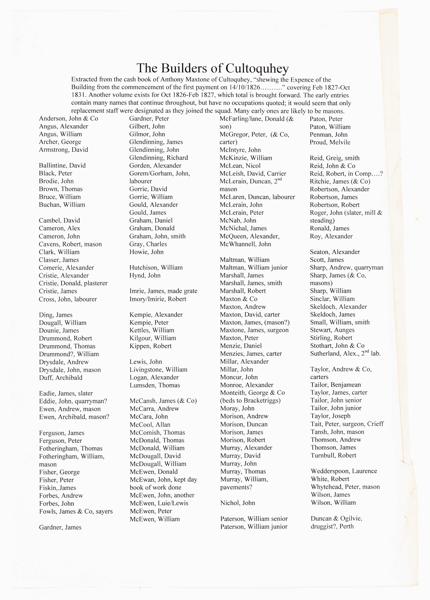 The Builders of Cultoquhey
Extracted from the cash book of Anthony Maxtone of Cultoquhey, "shewing the Expence of the
Building from the commencement of the first payment on 14/10/1826………." covering Feb 1827-Oct
1831. Another volume exists for Oct 1826-Feb 1827, which total is brought forward. The early entries
contain many names that continue throughout, but have no occupations quoted; it would seem that only
replacement staff were designated as they joined the squad. Many early ones are likely to be masons.
Anderson, John & Co
Angus, Alexander
Angus, William
Archer, George
Armstrong, David
Ballintine, David
Black, Peter
Brodie, John
Brown, Thomas
Bruce, William
Buchan, William
Cambel, David
Cameron, Alex
Cameron, John
Cavens, Robert, mason
Clark, William
Classer, James
Comerie, Alexander
Cristie, Alexander
Cristie, Donald, plasterer
Cristie, James
Cross, John, labourer
Ding, James
Dougall, William
Dounie, James
Drummond, Robert
Drummond, Thomas
Drummond?, William
Drysdale, Andrew
Drysdale, John, mason
Duff, Archibald
Eadie, James, slater
Eddie, John, quarryman?
Ewen, Andrew, mason
Ewen, Archibald, mason?
Ferguson, James
Ferguson, Peter
Fotheringham, Thomas
Fotheringham, William,
mason
Fisher, George
Fisher, Peter
Fiskin, James
Forbes, Andrew
Forbes, John
Fowls, James & Co, sayers
Gardner, James
Gardner, Peter
Gilbert, John
Gilmor, John
Glendinning, James
Glendinning, John
Glendinning, Richard
Gorden, Alexander
Gorem/Gorham, John,
labourer
Gorrie, David
Gorrie, William
Gould, Alexander
Gould, James
Graham, Daniel
Graham, Donald
Graham, John, smith
Gray, Charles
Howie, John
Hutchison, William
Hynd, John
Imrie, James, made grate
Imory/Imirie, Robert
Kempie, Alexander
Kempie, Peter
Kettles, William
Kilgour, William
Kippen, Robert
Lewis, John
Livingstone, William
Logan, Alexander
Lumsden, Thomas
McCansh, James (& Co)
McCarra, Andrew
McCara, John
McCool, Allan
McComish, Thomas
McDonald, Thomas
McDonald, William
McDougall, David
McDougall, William
McEwen, Donald
McEwan, John, kept day
book of work done
McEwen, John, another
McEwen, Luie/Lewis
McEwen, Peter
McEwen, William
McFarling/lane, Donald (&
son)
McGregor, Peter, (& Co,
carter)
McIntyre, John
McKinzie, William
McLean, Nicol
McLeish, David, Carrier
McLerain, Duncan, 2nd
mason
McLaren, Duncan, labourer
McLerain, John
McLerain, Peter
McNab, John
McNichal, James
McQueen, Alexander,
McWhannell, John
Maltman, William
Maltman, William junior
Marshall, James
Marshall, James, smith
Marshall, Robert
Maxton & Co
Maxton, Andrew
Maxton, David, carter
Maxton, James, (mason?)
Maxtone, James, surgeon
Maxton, Peter
Menzie, Daniel
Menzies, James, carter
Millar, Alexander
Millar, John
Moncur, John
Monroe, Alexander
Monteith, George & Co
(beds to Bracketriggs)
Moray, John
Morison, Andrew
Morison, Duncan
Morison, James
Morison, Robert
Murray, Alexander
Murray, David
Murray, John
Murray, Thomas
Murray, William,
pavements?
Nichol, John
Paterson, William senior
Paterson, William junior
Paton, Peter
Paton, William
Penman, John
Proud, Melvile
Reid, Greig, smith
Reid, John & Co
Reid, Robert, in Comp….?
Ritchie, James (& Co)
Robertson, Alexander
Robertson, James
Robertson, Robert
Roger, John (slater, mill &
steading)
Ronald, James
Roy, Alexander
Seaton, Alexander
Scott, James
Sharp, Andrew, quarryman
Sharp, James (& Co,
masons)
Sharp, William
Sinclar, William
Skeldoch, Alexander
Skeldoch, James
Small, William, smith
Stewart, Aunges
Stirling, Robert
Stothart, John & Co
Sutherland, Alex., 2nd lab.
Taylor, Andrew & Co,
carters
Tailor, Benjamean
Taylor, James, carter
Tailor, John senior
Tailor, John junior
Taylor, Joseph
Tait, Peter, surgeon, Crieff
Tansh, John, mason
Thomson, Andrew
Thomson, James
Turnbull, Robert
Wedderspoon, Laurence
White, Robert
Whytehead, Peter, mason
Wilson, James
Wilson, William
Duncan & Ogilvie,
druggist?, Perth